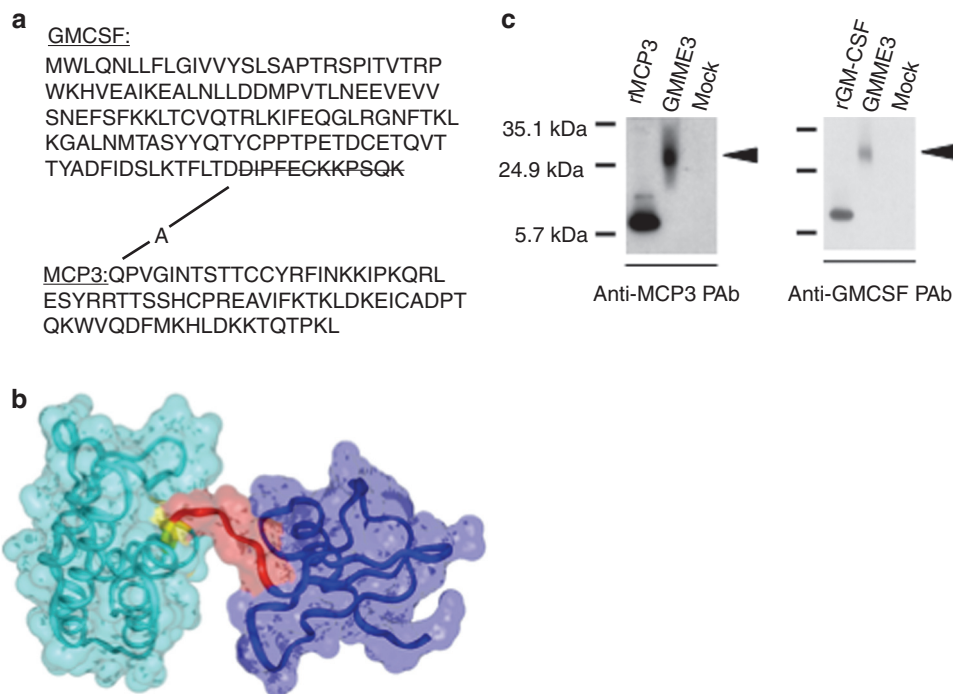 a
GMCSF:
MWLQNLLFLGIVVYSLSAPTRSPITVTRP
WKHVEAIKEALNLLDDMPVTLNEEVEVV
SNEFSFKKLTCVQTRLKIFEQGLRGNFTKL
KGALNMTASYYQTYCPPTPETDCETQVT
TYADFIDSLKTFLTDDIPFECKKPSQK
A
MCP3:QPVGINTSTTCCYRFINKKIPKQRL
ESYRRTTSSHCPREAVIFKTKLDKEICADPT
QKWVQDFMKHLDKKTQTPKL
b
c
rMCP3
GMME3
Mock
35.1 kDa
24.9 kDa
5.7 kDa
Anti-MCP3 PAb
rGM-CSF
GMME3
Mock
Anti-GMCSF PAb